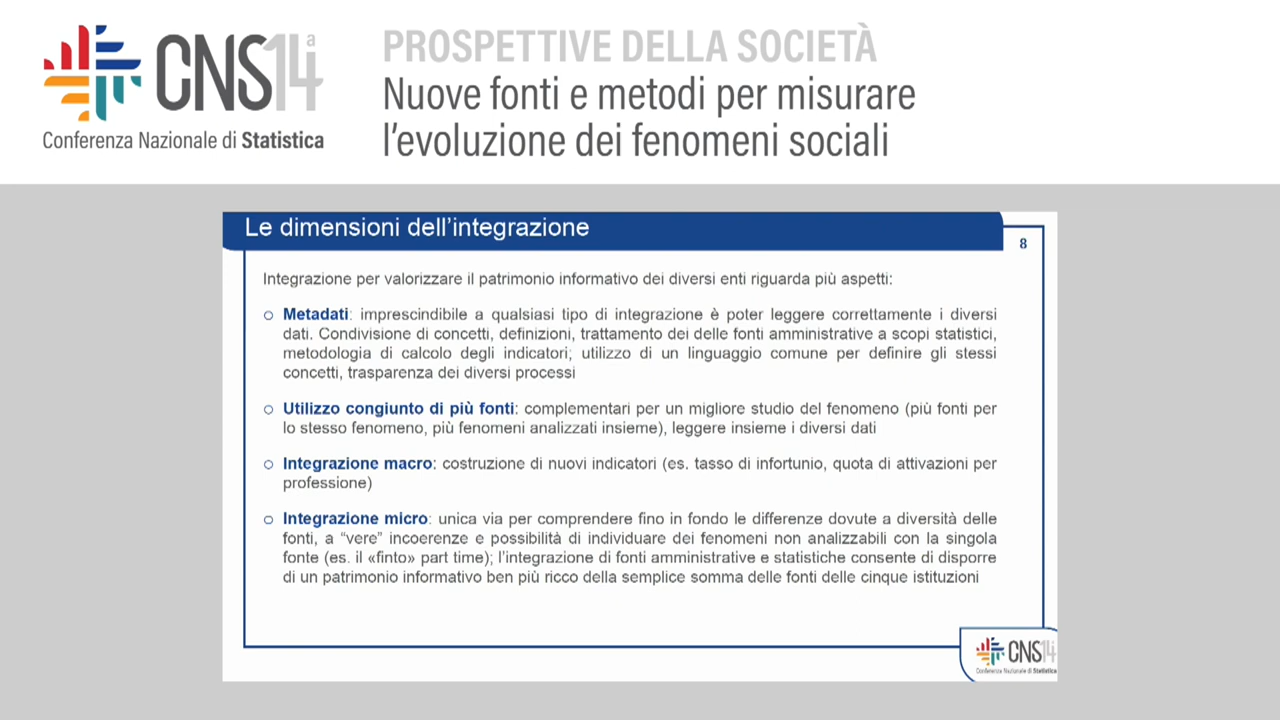 CNS14a
Conferenza Nazionale di Statistica
PROSPETTIVE DELLA SOCIETÀ
Nuove fonti e metodi per misurare
l'evoluzione dei fenomeni sociali
Le dimensioni dell'integrazione
8
Integrazione per valorizzare il patrimonio informativo dei diversi enti riguarda più aspetti:
Metadati: imprescindibile a qualsiasi tipo di integrazione è poter leggere correttamente i diversi
dati. Condivisione di concetti, definizioni, trattamento dei delle fonti amministrative a scopi statistici,
metodologia di calcolo degli indicatori; utilizzo di un linguaggio comune per definire gli stessi
concetti, trasparenza dei diversi processi
Utilizzo congiunto di più fonti: complementari per un migliore studio del fenomeno (più fonti per
lo stesso fenomeno, più fenomeni analizzati insieme), leggere insieme i diversi dati
Integrazione macro: costruzione di nuovi indicatori (es. tasso di infortunio, quota di attivazioni per
professione)
Integrazione micro: unica via per comprendere fino in fondo le differenze dovute a diversità delle
fonti, a “vere” incoerenze e possibilità di individuare dei fenomeni non analizzabili con la singola
fonte (es. il «finto» part time); l'integrazione di fonti amministrative e statistiche consente di disporre
di un patrimonio informativo ben più ricco della semplice somma delle fonti delle cinque istituzioni
CNS14
Conferenza Nazionale di Statistica